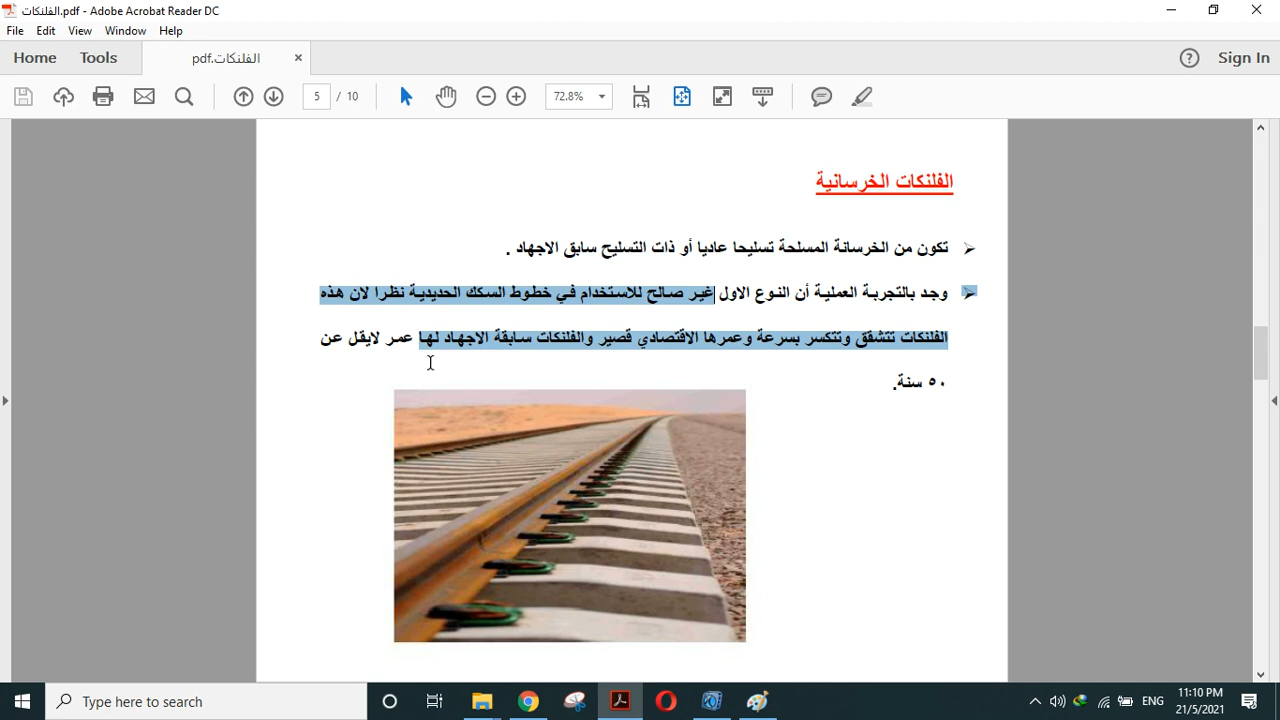 الفلنكات.pdf - Adobe Acrobat Reader DC
File Edit View Window Help
Home Tools الفلنكات.pdf × ? Sign In
5 / 10 72.8%
الفلنكات الخرسانية
تكون من الخرسانة المسلحة تسليحا عاديا أو ذات التسليح سابق الاجهاد .
وجد بالتجربة العملية أن النوع الاول غير صالح للاستخدام في خطوط السكك الحديدية نظرا لان هذه
الفلنكات تتشقق وتتكسر بسرعة وعمرها الاقتصادي قصير والفلنكات سابقة الاجهاد لها عمر لايقل عن
٥٠ سنة.
Type here to search
ENG
11:10 PM
21/5/2021